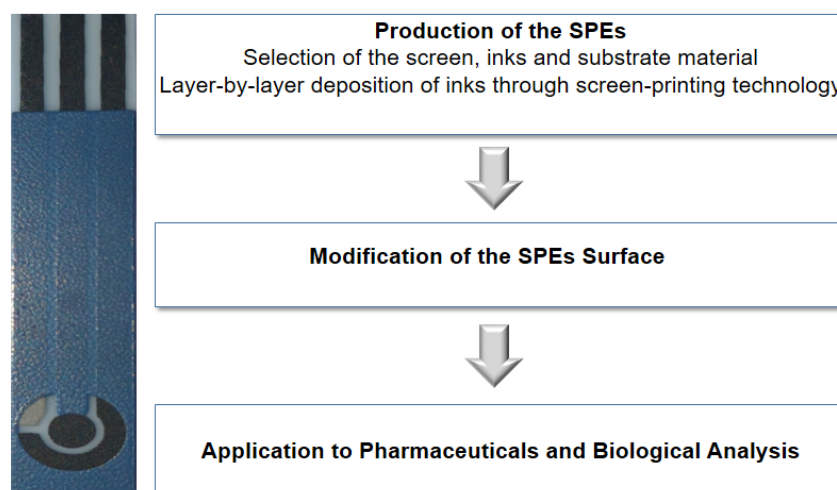 Production of the SPEs
Selection of the screen, inks and substrate material
Layer-by-layer deposition of inks through screen-printing technology
Modification of the SPEs Surface
Application to Pharmaceuticals and Biological Analysis